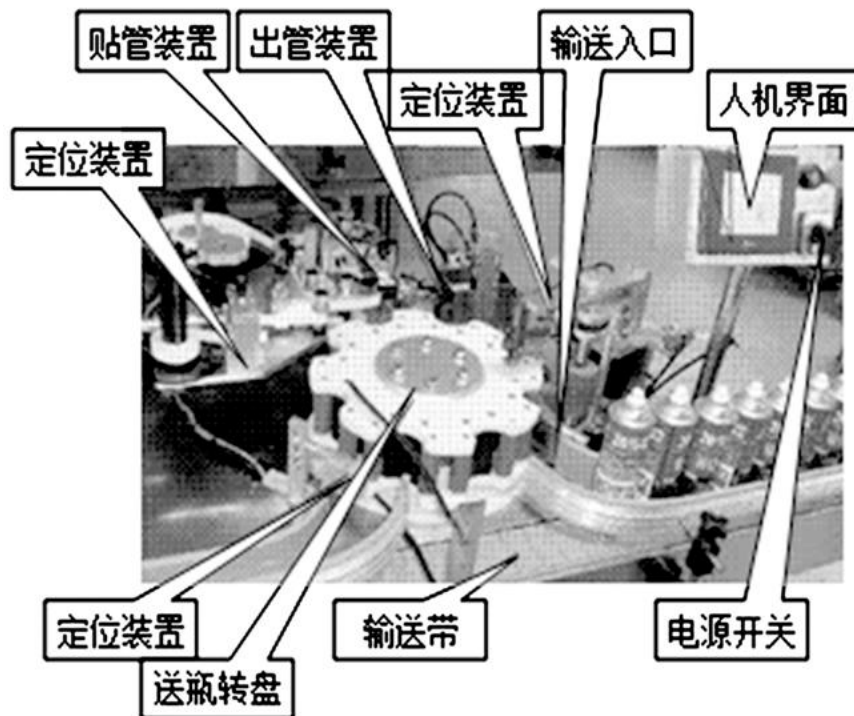 贴管装置
出管装置
输送入口
定位装置
人机界面
定位装置
定位装置
输送带
电源开关
送瓶转盘